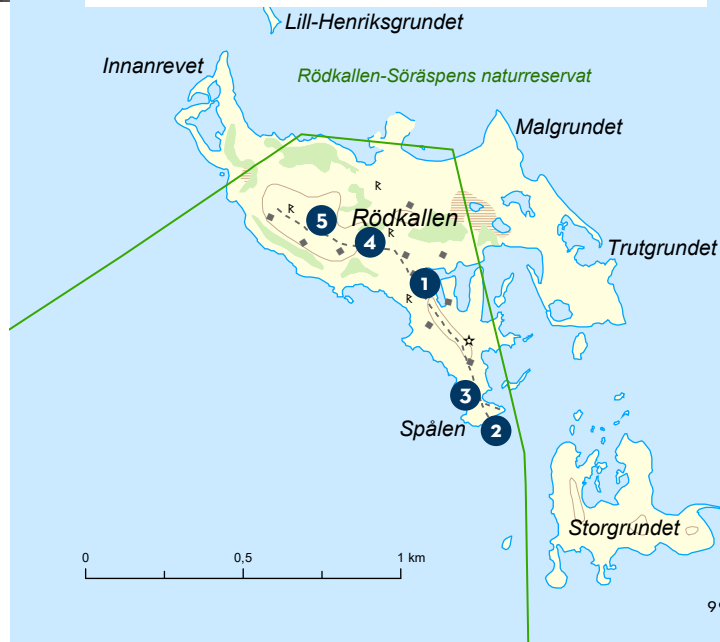 Lill-Henriksgrundet
Innanrevet
Rödkallen-Söräspens naturreservat
Malgrundet
R
R
5
Rödkallen
R
4
Trutgrundet
1
R
3
Spålen
2
Storgrundet
0
0,5
1 km